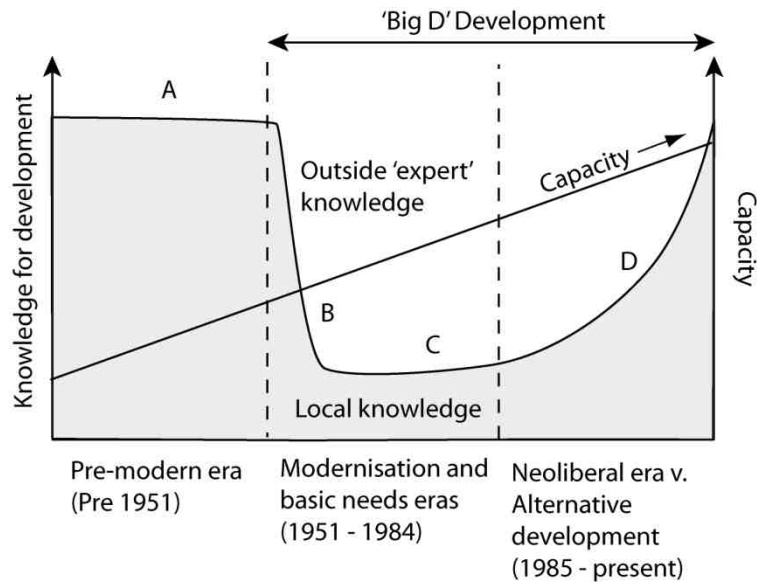 ‘Big D’ Development
A
Outside ‘expert’
knowledge
Capacity
Knowledge for development
Capacity
B
C
D
Local knowledge
Pre-modern era
(Pre 1951)
Modernisation and
basic needs eras
(1951 - 1984)
Neoliberal era v.
Alternative
development
(1985 - present)